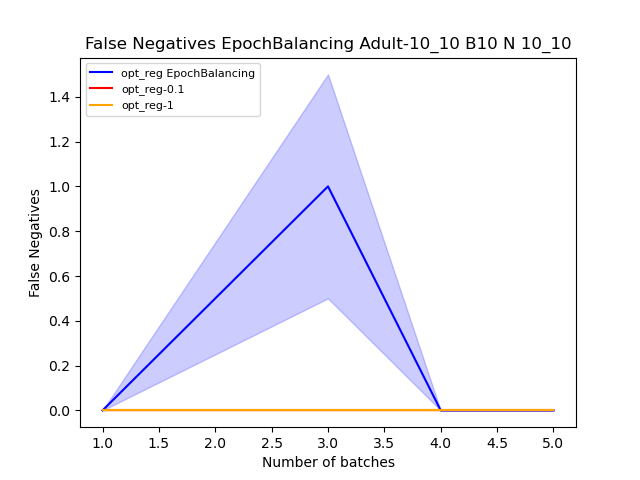 False Negatives EpochBalancing Adult-10_10 B10 N 10_10
opt_reg EpochBalancing
opt_reg-0.1
opt_reg-1
False Negatives
1.4
1.2
1.0
0.8
0.6
0.4
0.2
0.0
1.0 1.5 2.0 2.5 3.0 3.5 4.0 4.5 5.0
Number of batches